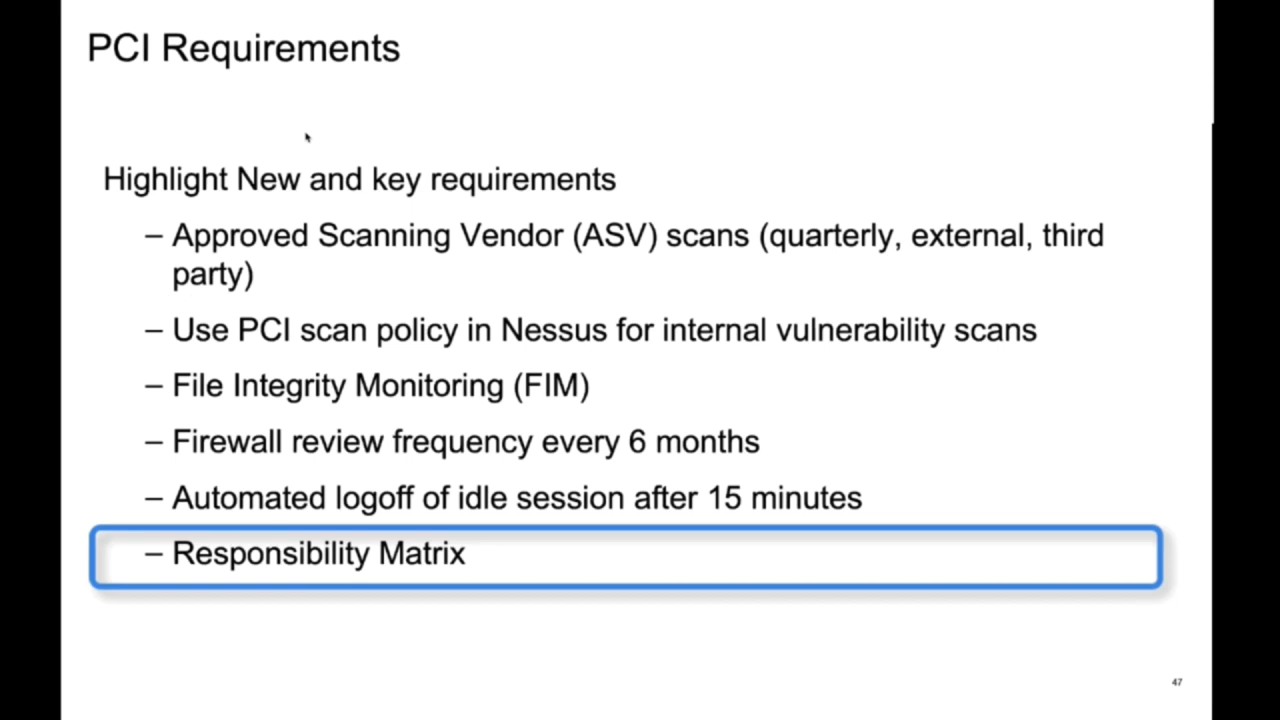 PCI Requirements
Highlight New and key requirements
– Approved Scanning Vendor (ASV) scans (quarterly, external, third
party)
– Use PCI scan policy in Nessus for internal vulnerability scans
– File Integrity Monitoring (FIM)
– Firewall review frequency every 6 months
– Automated logoff of idle session after 15 minutes
– Responsibility Matrix
47